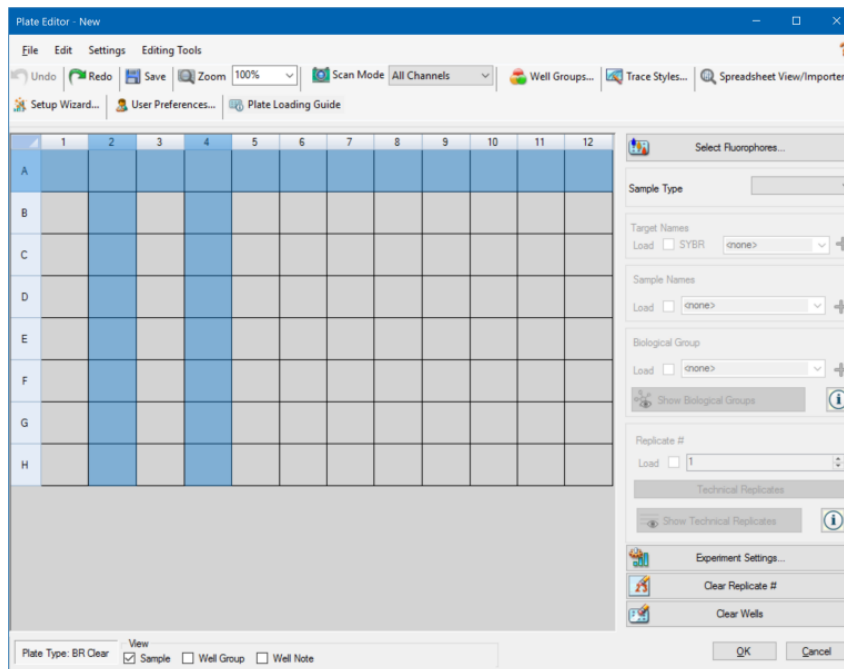 Plate Editor - New
File Edit Settings Editing Tools
Undo Redo Save Zoom 100% Scan Mode All Channels Well Groups... Trace Styles... Spreadsheet View/Importer
Setup Wizard... User Preferences... Plate Loading Guide
1 2 3 4 5 6 7 8 9 10 11 12
Select Fluorophores...
A
Sample Type
B
Target Names
Load SYBR <none>
C
Sample Names
D
Load <none>
E
Biological Group
Load <none>
F
Show Biological Groups
G
Replicate #
H
Load 1
Technical Replicates
Show Technical Replicates
Experiment Settings...
Clear Replicate #
Clear Wells
Plate Type: BR Clear
View
Sample Well Group Well Note
OK Cancel